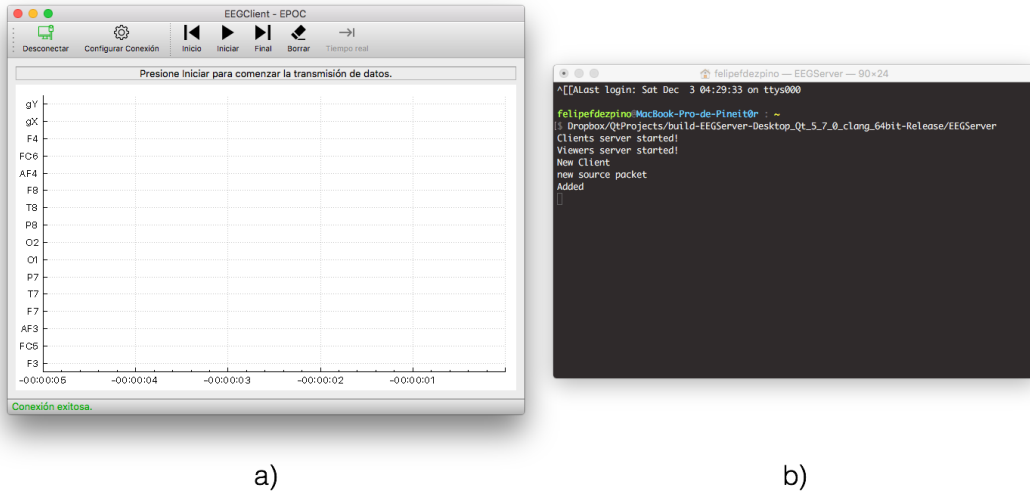 EEGClient - EPOC
Desconectar Configurar Conexión Inicio Iniciar Final Borrar Tiempo real
Presione Iniciar para comenzar la transmisión de datos.
gY
gX
F4
FC6
AF4
F8
T8
P8
O2
O1
P7
T7
F7
AF3
FC5
F3
-00:00:05 -00:00:04 -00:00:03 -00:00:02 -00:00:01
Conexión exitosa.
a)
felipefdezpino — EEGServer — 90×24
^[[ALast login: Sat Dec 3 04:29:33 on ttys000
felipefdezpino@MacBook-Pro-de-Pineit0r : ~
[$ Dropbox/QtProjects/build-EEGServer-Desktop_Qt_5_7_0_clang_64bit-Release/EEGServer
Clients server started!
Viewers server started!
New Client
new source packet
Added
b)